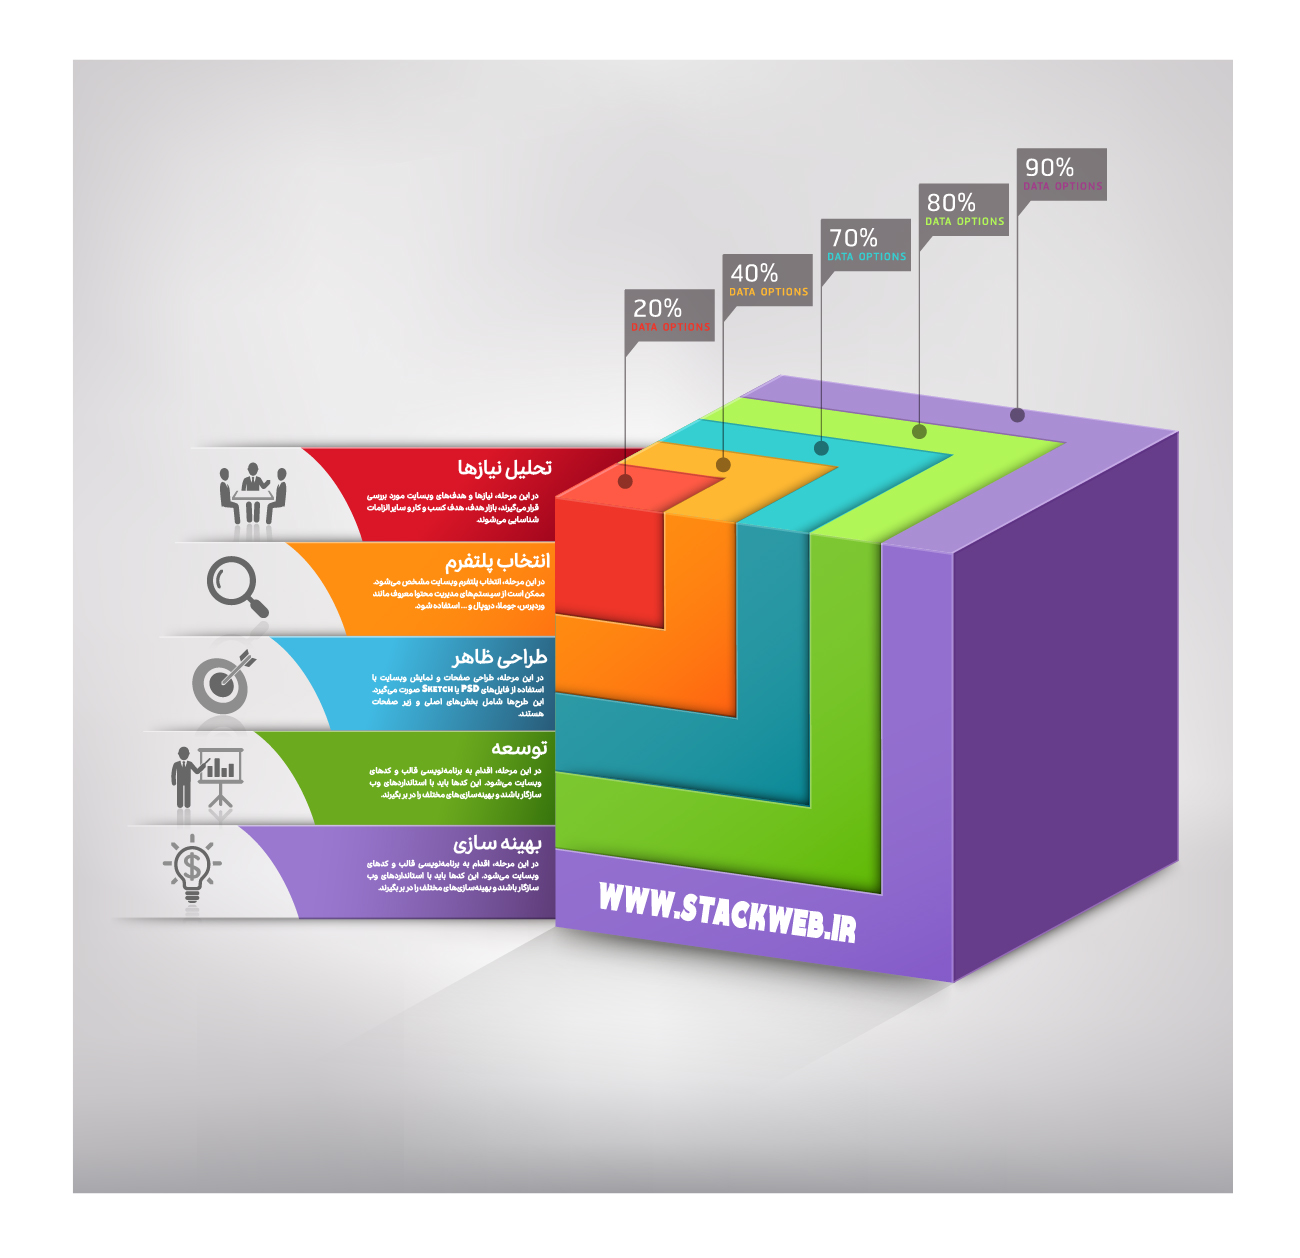 90%
DATA OPTIONS
80%
DATA OPTIONS
70%
DATA OPTIONS
40%
DATA OPTIONS
20%
DATA OPTIONS
تحلیل نیازها
در این مرحله، نیازها و هدف‌های وبسایت مورد بررسی
قرار می‌گیرند، بازار هدف، هدف کسب و کار و سایر الزامات
شناسایی می‌شوند.
انتخاب پلتفرم
در این مرحله، انتخاب پلتفرم وبسایت مشخص می‌شود.
ممکن است از سیستم‌های مدیریت محتوا معروف مانند
وردپرس، جوملا، دروپال و ... استفاده شود.
طراحی ظاهر
در این مرحله، طراحی صفحات و نمایش وبسایت با
استفاده از فایل‌های PSD یا SKETCH صورت می‌گیرد.
این طرح‌ها شامل بخش‌های اصلی و زیر صفحات
هستند.
توسعه
در این مرحله، اقدام به برنامه‌نویسی قالب و کدهای
وبسایت می‌شود. این کدها باید با استانداردهای وب
سازگار باشند و بهینه‌سازی‌های مختلف را در بر بگیرند.
بهینه سازی
در این مرحله، اقدام به برنامه‌نویسی قالب و کدهای
وبسایت می‌شود. این کدها باید با استانداردهای وب
سازگار باشند و بهینه‌سازی‌های مختلف را در بر بگیرند.
WWW.STACKWEB.IR